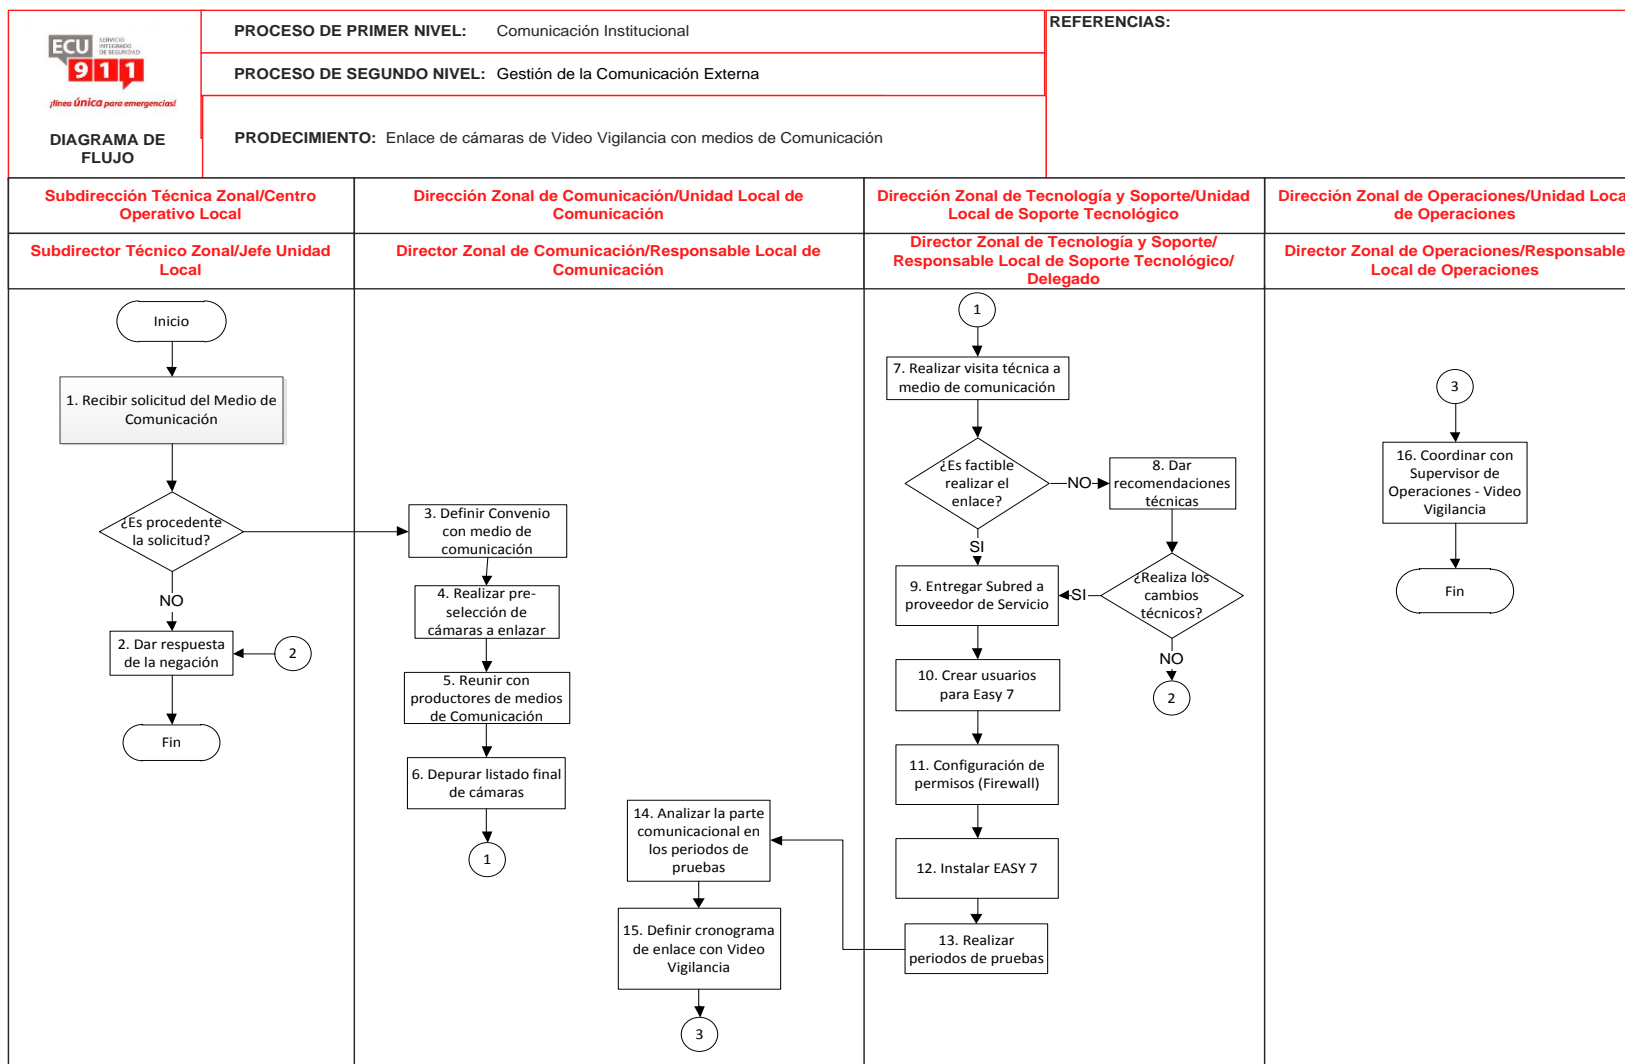 ECU
SERVICIO
INTEGRADO
DE SEGURIDAD
911
¡línea única para emergencias!
DIAGRAMA DE
FLUJO
PROCESO DE PRIMER NIVEL: Comunicación Institucional
PROCESO DE SEGUNDO NIVEL: Gestión de la Comunicación Externa
PRODECIMIENTO: Enlace de cámaras de Video Vigilancia con medios de Comunicación
REFERENCIAS:
Subdirección Técnica Zonal/Centro
Operativo Local
Dirección Zonal de Comunicación/Unidad Local de
Comunicación
Dirección Zonal de Tecnología y Soporte/Unidad
Local de Soporte Tecnológico
Dirección Zonal de Operaciones/Unidad Loca
de Operaciones
Subdirector Técnico Zonal/Jefe Unidad
Local
Director Zonal de Comunicación/Responsable Local de
Comunicación
Director Zonal de Tecnología y Soporte/
Responsable Local de Soporte Tecnológico/
Delegado
Director Zonal de Operaciones/Responsable
Local de Operaciones
Inicio
1. Recibir solicitud del Medio de
Comunicación
¿Es procedente
la solicitud?
NO
2. Dar respuesta
de la negación
2
Fin
3. Definir Convenio
con medio de
comunicación
4. Realizar pre-
selección de
cámaras a enlazar
5. Reunir con
productores de medios
de Comunicación
6. Depurar listado final
de cámaras
1
14. Analizar la parte
comunicacional en
los periodos de
pruebas
15. Definir cronograma
de enlace con Video
Vigilancia
3
1
7. Realizar visita técnica a
medio de comunicación
¿Es factible
realizar el
enlace?
NO
8. Dar
recomendaciones
técnicas
SI
9. Entregar Subred a
proveedor de Servicio
SI
¿Realiza los
cambios
técnicos?
NO
2
10. Crear usuarios
para Easy 7
11. Configuración de
permisos (Firewall)
12. Instalar EASY 7
13. Realizar
periodos de pruebas
3
16. Coordinar con
Supervisor de
Operaciones - Video
Vigilancia
Fin